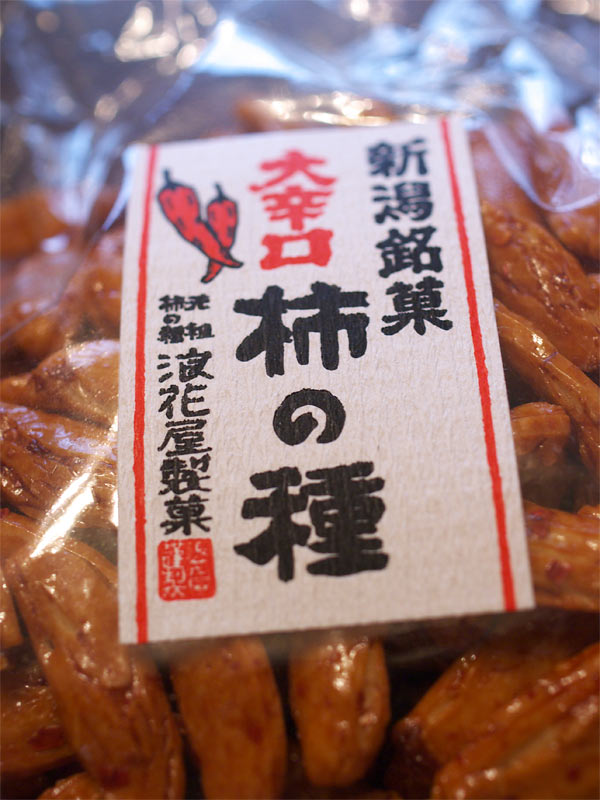 新潟銘菓
大辛口
柿の種
元祖
柿の種
波花屋製菓